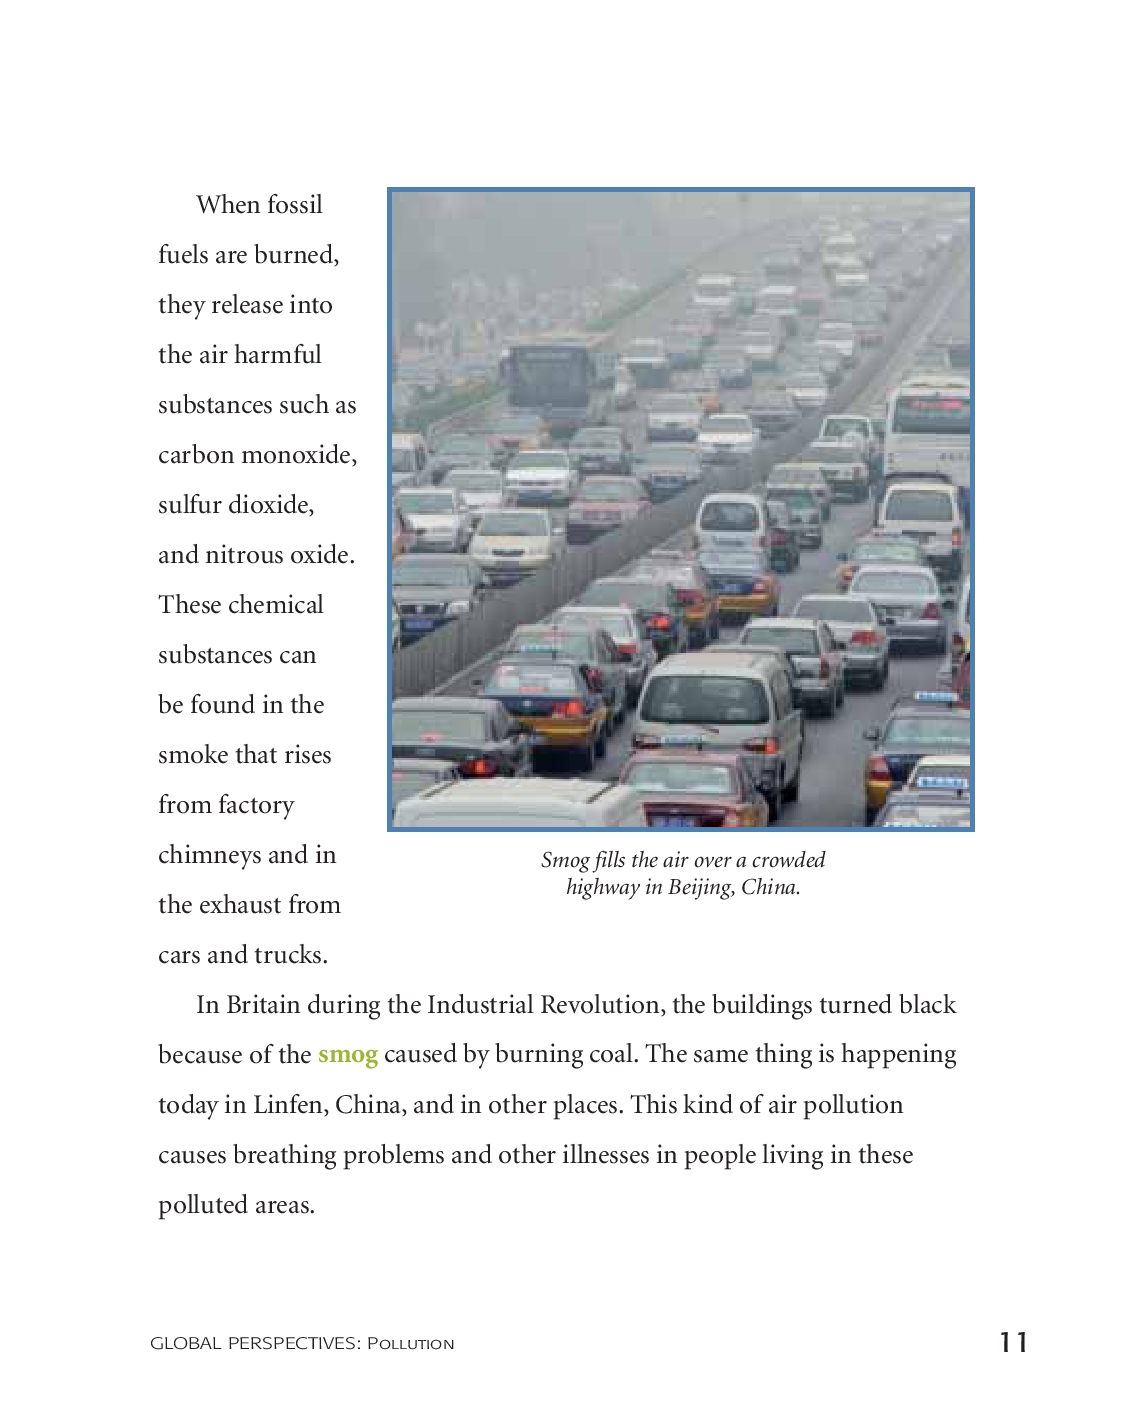 When fossil
fuels are burned,
they release into
the air harmful
substances such as
carbon monoxide,
sulfur dioxide,
and nitrous oxide.
These chemical
substances can
be found in the
smoke that rises
from factory
chimneys and in
the exhaust from
cars and trucks.
Smog fills the air over a crowded
highway in Beijing, China.
In Britain during the Industrial Revolution, the buildings turned black
because of the smog caused by burning coal. The same thing is happening
today in Linfen, China, and in other places. This kind of air pollution
causes breathing problems and other illnesses in people living in these
polluted areas.
GLOBAL PERSPECTIVES: POLLUTION
11